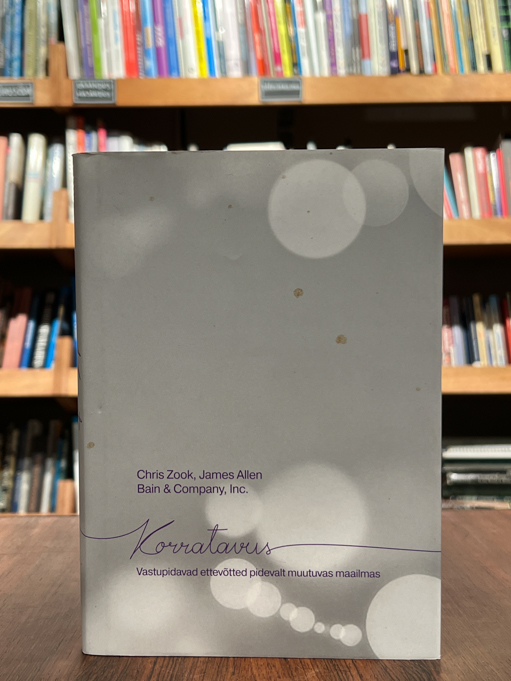 Chris Zook, James Allen
Bain & Company, Inc.
Korratavus
Vastupidavad ettevõtted pidevalt muutuvas maailmas